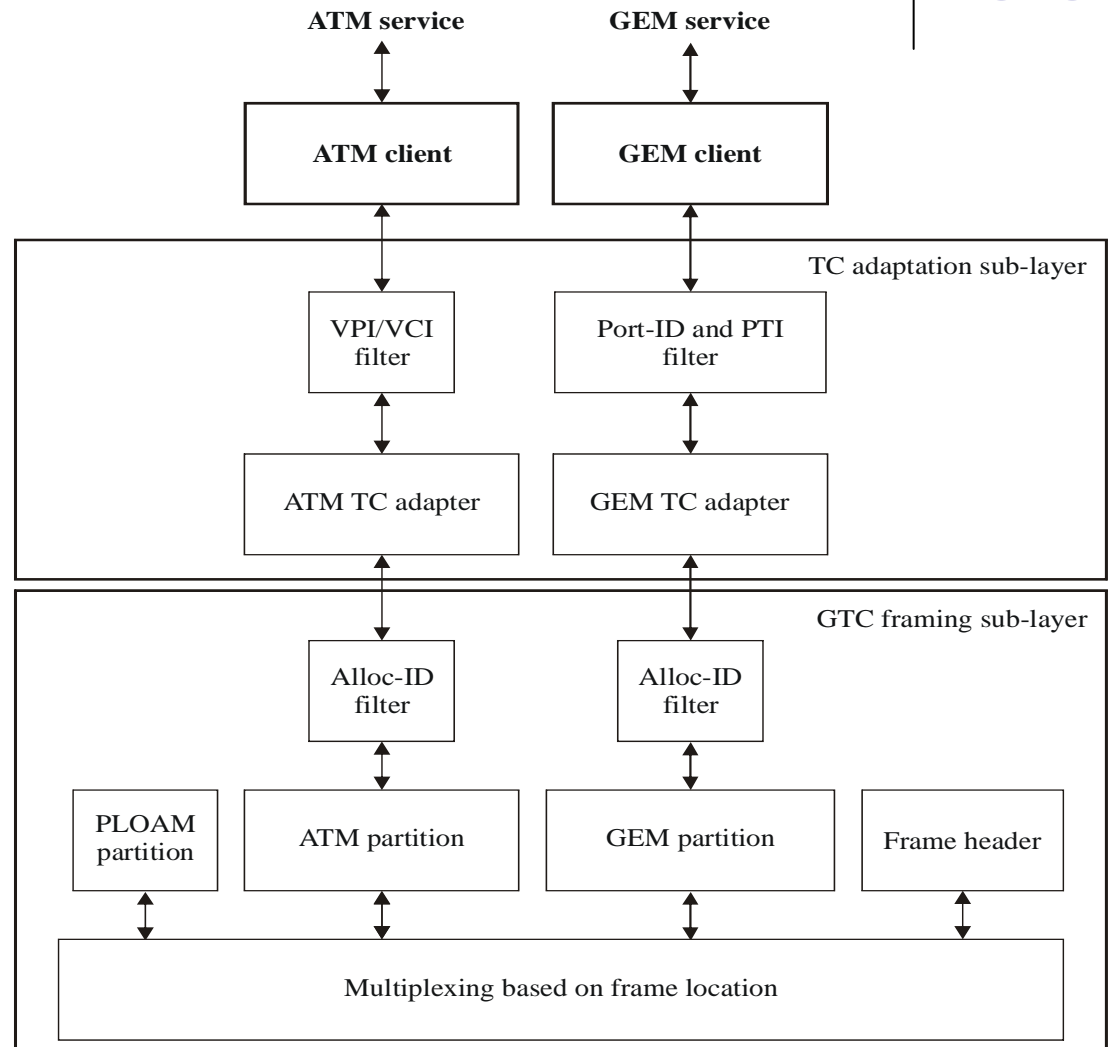 ATM service
GEM service
ATM client
GEM client
TC adaptation sub-layer
VPI/VCI
filter
Port-ID and PTI
filter
ATM TC adapter
GEM TC adapter
GTC framing sub-layer
Alloc-ID
filter
Alloc-ID
filter
PLOAM
partition
ATM partition
GEM partition
Frame header
Multiplexing based on frame location